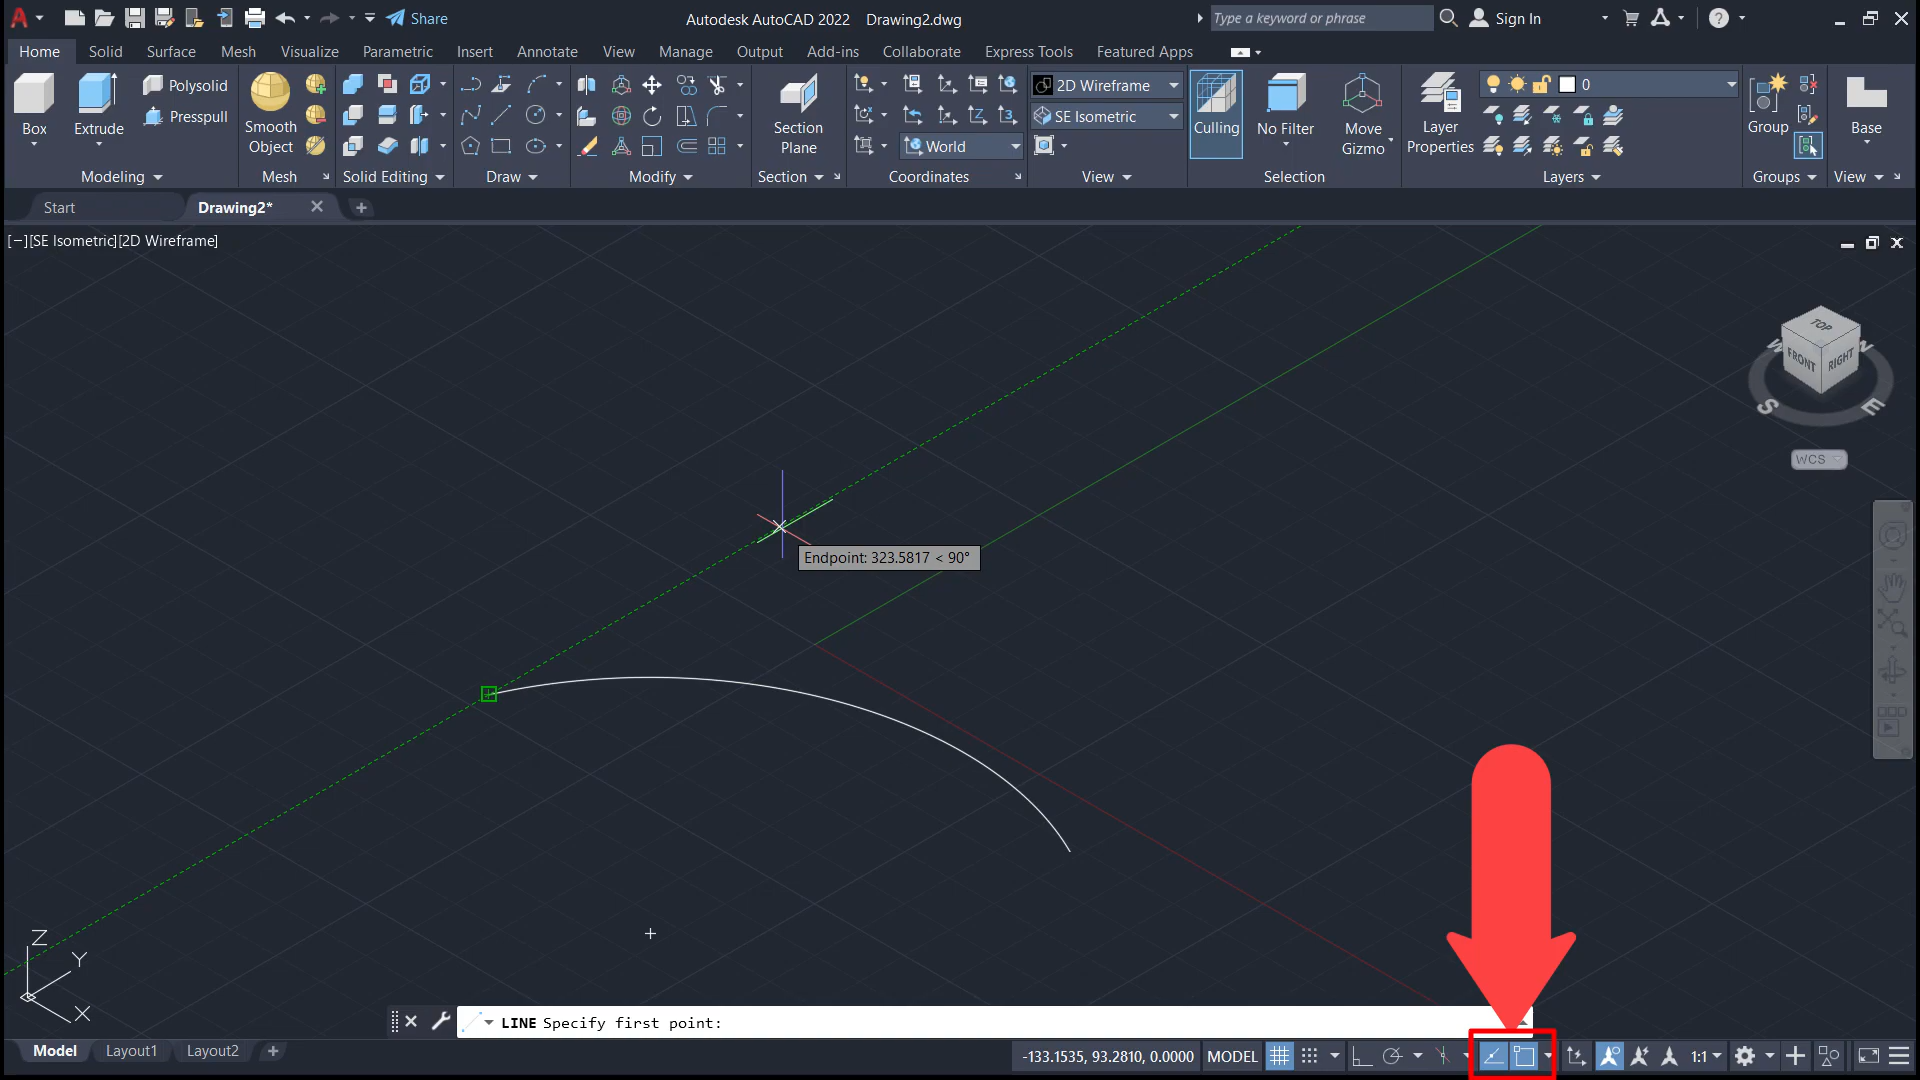 Share
Autodesk AutoCAD 2022 Drawing2.dwg
Type a keyword or phrase
Sign In
Home Solid Surface Mesh Visualize Parametric Insert Annotate View Manage Output Add-ins Collaborate Express Tools Featured Apps
Box
Extrude
Polysolid
Presspull
Smooth
Object
Section
Plane
World
2D Wireframe
SE Isometric
Culling
No Filter
Move
Gizmo
Layer
Properties
0
Group
Base
Modeling Mesh Solid Editing Draw Modify Section Coordinates View Selection Layers Groups View
Start
Drawing2*
[−][SE Isometric][2D Wireframe]
TOP
FRONT
RIGHT
W
N
S
E
WCS
Endpoint: 323.5817 < 90°
Z
Y
X
LINE Specify first point:
Model Layout1 Layout2
-133.1535, 93.2810, 0.0000 MODEL
1:1